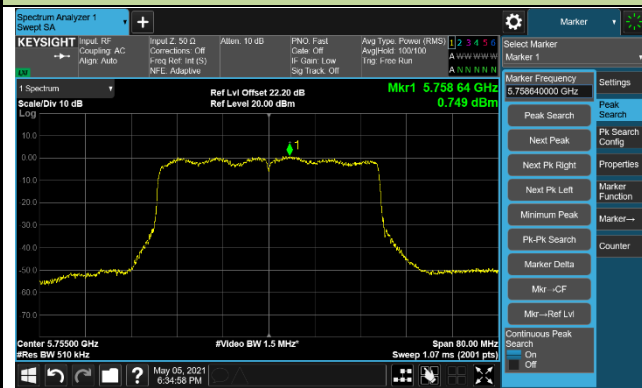 Spectrum Analyzer 1
Swept SA
Marker
KEYSIGHT
Input: RF
Coupling: AC
Align: Auto
Input Z: 50 Ω
Corrections: Off
Freq Ref: Int (S)
NFE: Adaptive
Atten: 10 dB
PNO: Fast
Gate: Off
IF Gain: Low
Sig Track: Off
Avg Type: Power (RMS)
Avg|Hold: 100/100
Trig: Free Run
1 2 3 4 5 6
A W W W W W
A N N N N N
LW
Select Marker
Marker 1
1 Spectrum
Scale/Div 10 dB
Log
Ref Lvl Offset 22.20 dB
Ref Level 20.00 dBm
Mkr1 5.758 64 GHz
0.749 dBm
Marker Frequency
5.758640000 GHz
Peak Search
Next Peak
Next Pk Right
Next Pk Left
Minimum Peak
Pk-Pk Search
Marker Delta
Mkr→CF
Mkr→Ref Lvl
Continuous Peak
Search
On
Off
Settings
Peak
Search
Pk Search
Config
Properties
Marker
Function
Marker→
Counter
10.0
0.00
10.0
20.0
30.0
40.0
-50.0
60.0
70.0
1
Center 5.75500 GHz
#Res BW 510 kHz
#Video BW 1.5 MHz*
Span 80.00 MHz
Sweep 1.07 ms (2001 pts)
May 05, 2021
6:34:58 PM